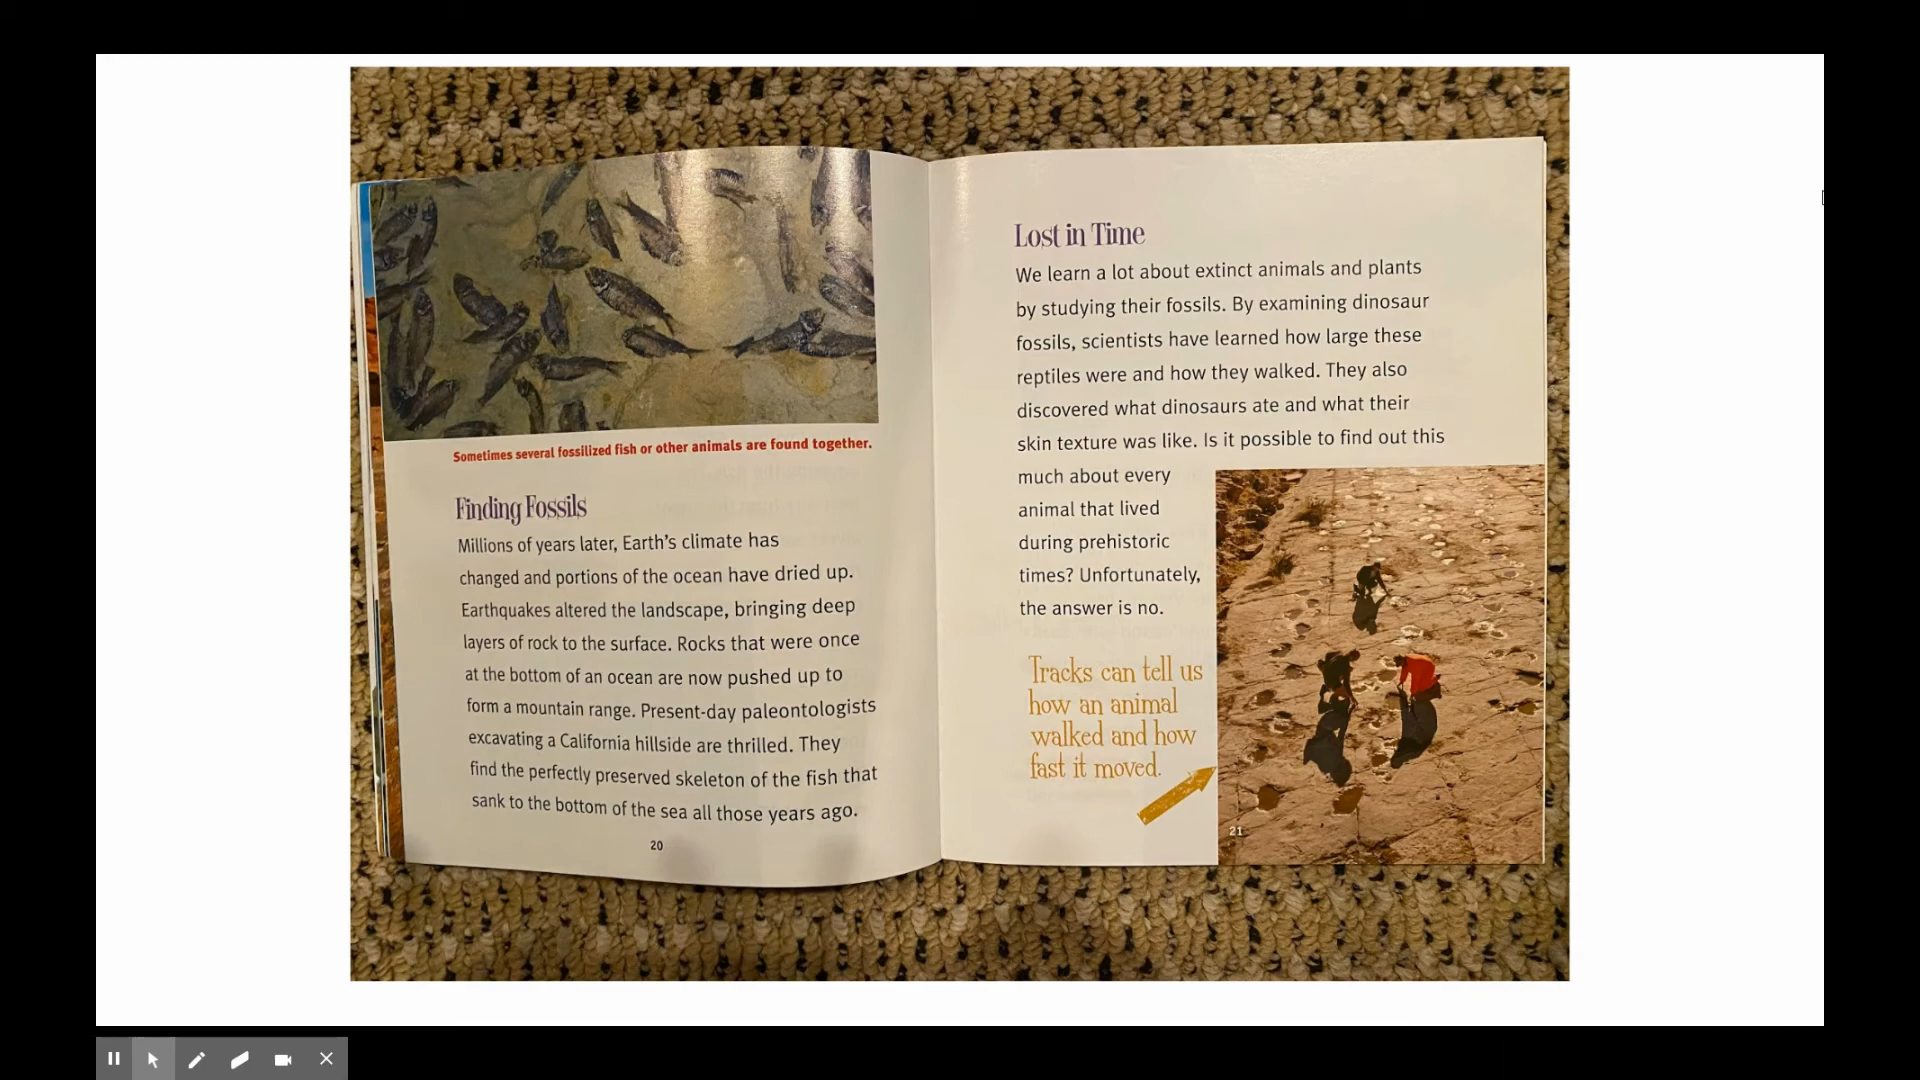 Sometimes several fossilized fish or other animals are found together.
Finding Fossils
Millions of years later, Earth's climate has
changed and portions of the ocean have dried up.
Earthquakes altered the landscape, bringing deep
layers of rock to the surface. Rocks that were once
at the bottom of an ocean are now pushed up to
form a mountain range. Present-day paleontologists
excavating a California hillside are thrilled. They
find the perfectly preserved skeleton of the fish that
sank to the bottom of the sea all those years ago.
20
Lost in Time
We learn a lot about extinct animals and plants
by studying their fossils. By examining dinosaur
fossils, scientists have learned how large these
reptiles were and how they walked. They also
discovered what dinosaurs ate and what their
skin texture was like. Is it possible to find out this
much about every
animal that lived
during prehistoric
times? Unfortunately,
the answer is no.
Tracks can tell us
how an animal
walked and how
fast it moved.
21